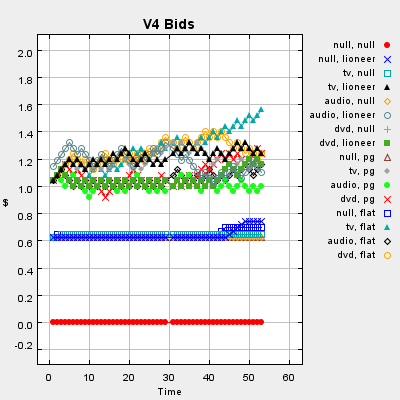 V4 Bids
2.0
1.8
1.6
1.4
1.2
1.0
0.8
0.6
0.4
0.2
0.0
-0.2
$
0
10
20
30
40
50
60
Time
null, null
null, lioneer
tv, null
tv, lioneer
audio, null
audio, lioneer
dvd, null
dvd, lioneer
null, pg
tv, pg
audio, pg
dvd, pg
null, flat
tv, flat
audio, flat
dvd, flat